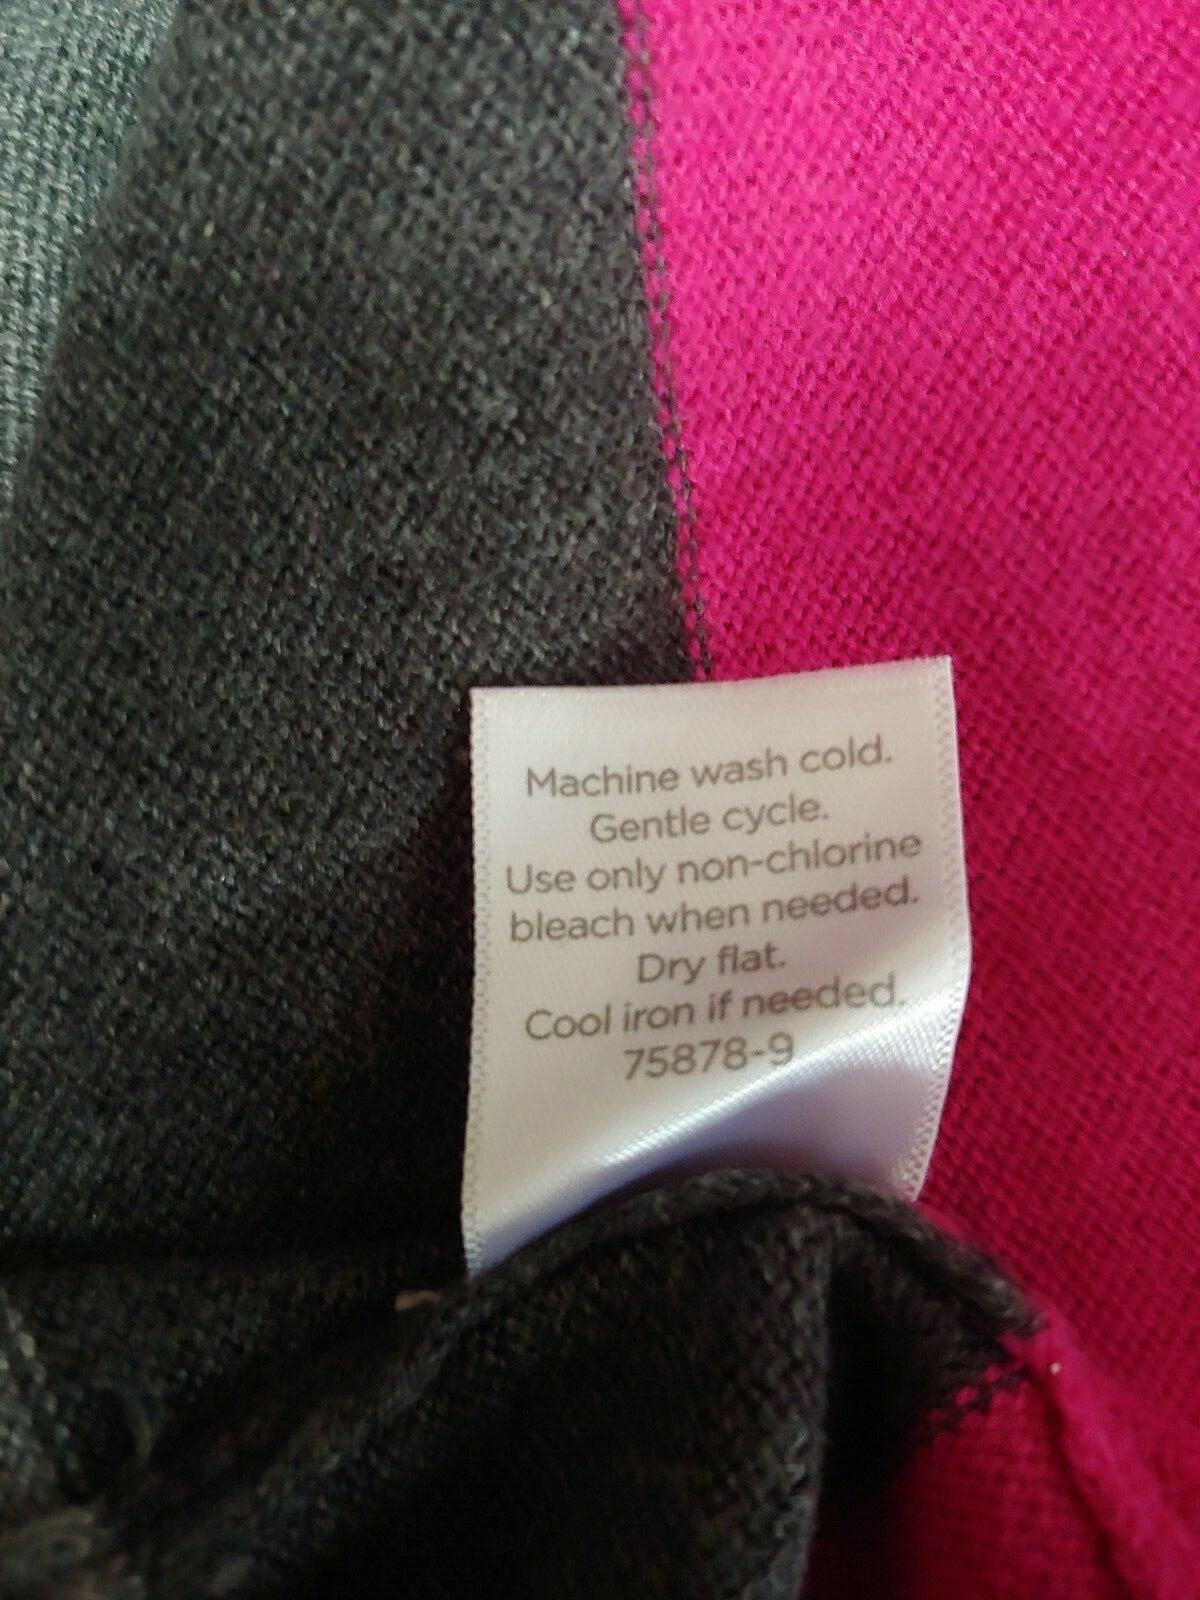 Machine wash cold.
Gentle cycle.
Use only non-chlorine
bleach when needed.
Dry flat.
Cool iron if needed.
75878-9